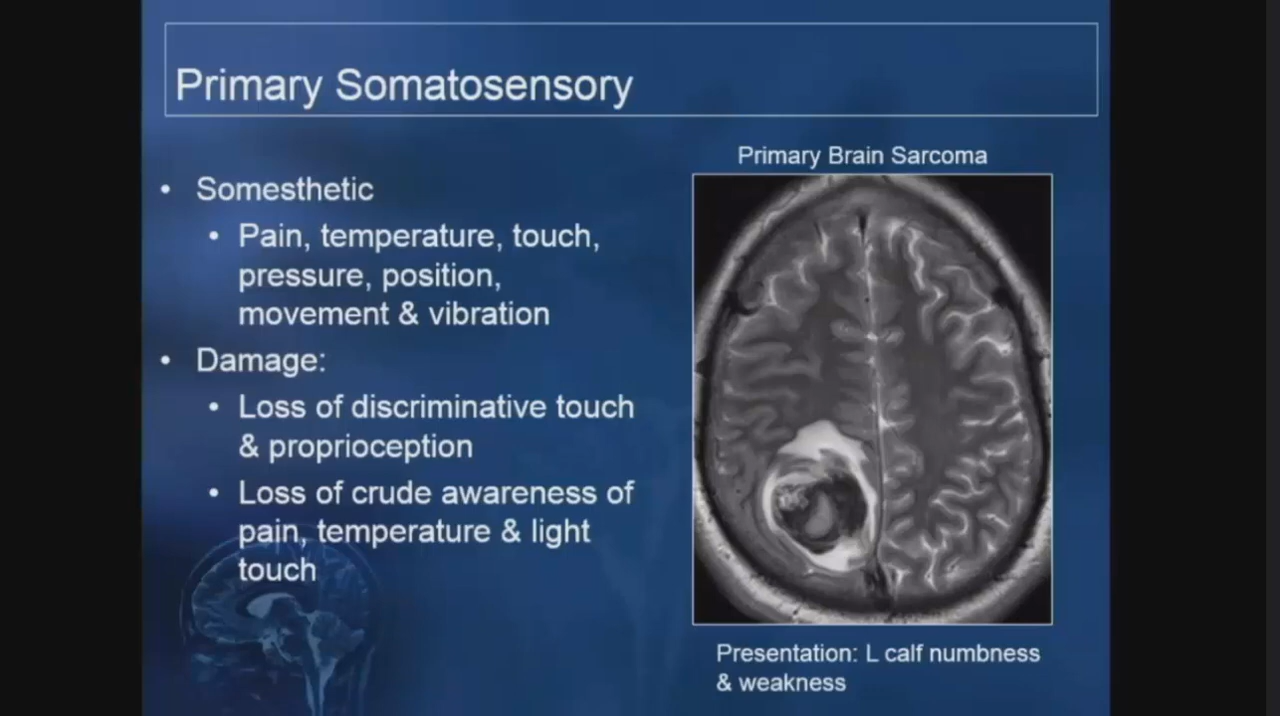 Primary Somatosensory
• Somesthetic
• Pain, temperature, touch,
pressure, position,
movement & vibration
• Damage:
• Loss of discriminative touch
& proprioception
• Loss of crude awareness of
pain, temperature & light
touch
Primary Brain Sarcoma
Presentation: L calf numbness
& weakness